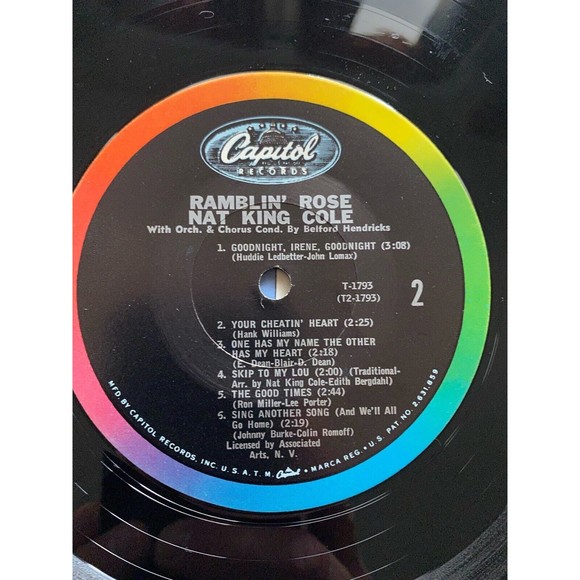 Capitol
RECORDS
RAMBLIN' ROSE
NAT KING COLE
With Orch. & Chorus Cond. By Belford Hendricks
1. GOODNIGHT, IRENE, GOODNIGHT (3:08)
(Huddie Ledbetter-John Lomax)
T-1793
(T2-1793)
2
2. YOUR CHEATIN' HEART (2:25)
(Hank Williams)
3. ONE HAS MY NAME THE OTHER
HAS MY HEART (2:18)
(E. Dean-Blair-D. Dean)
4. SKIP TO MY LOU (2:00) (Traditional-
Arr. by Nat King Cole-Edith Bergdahl)
5. THE GOOD TIMES (2:44)
(Ron Miller-Lee Porter)
6. SING ANOTHER SONG (And We'll All
Go Home) (2:19)
(Johnny Burke-Colin Romoff)
Licensed by Associated
Arts, N. V.
MFD. BY CAPITOL RECORDS, INC. U. S. A. T. M. Capitol • MARCA REG. • U. S. PAT. NO. 2,631,859